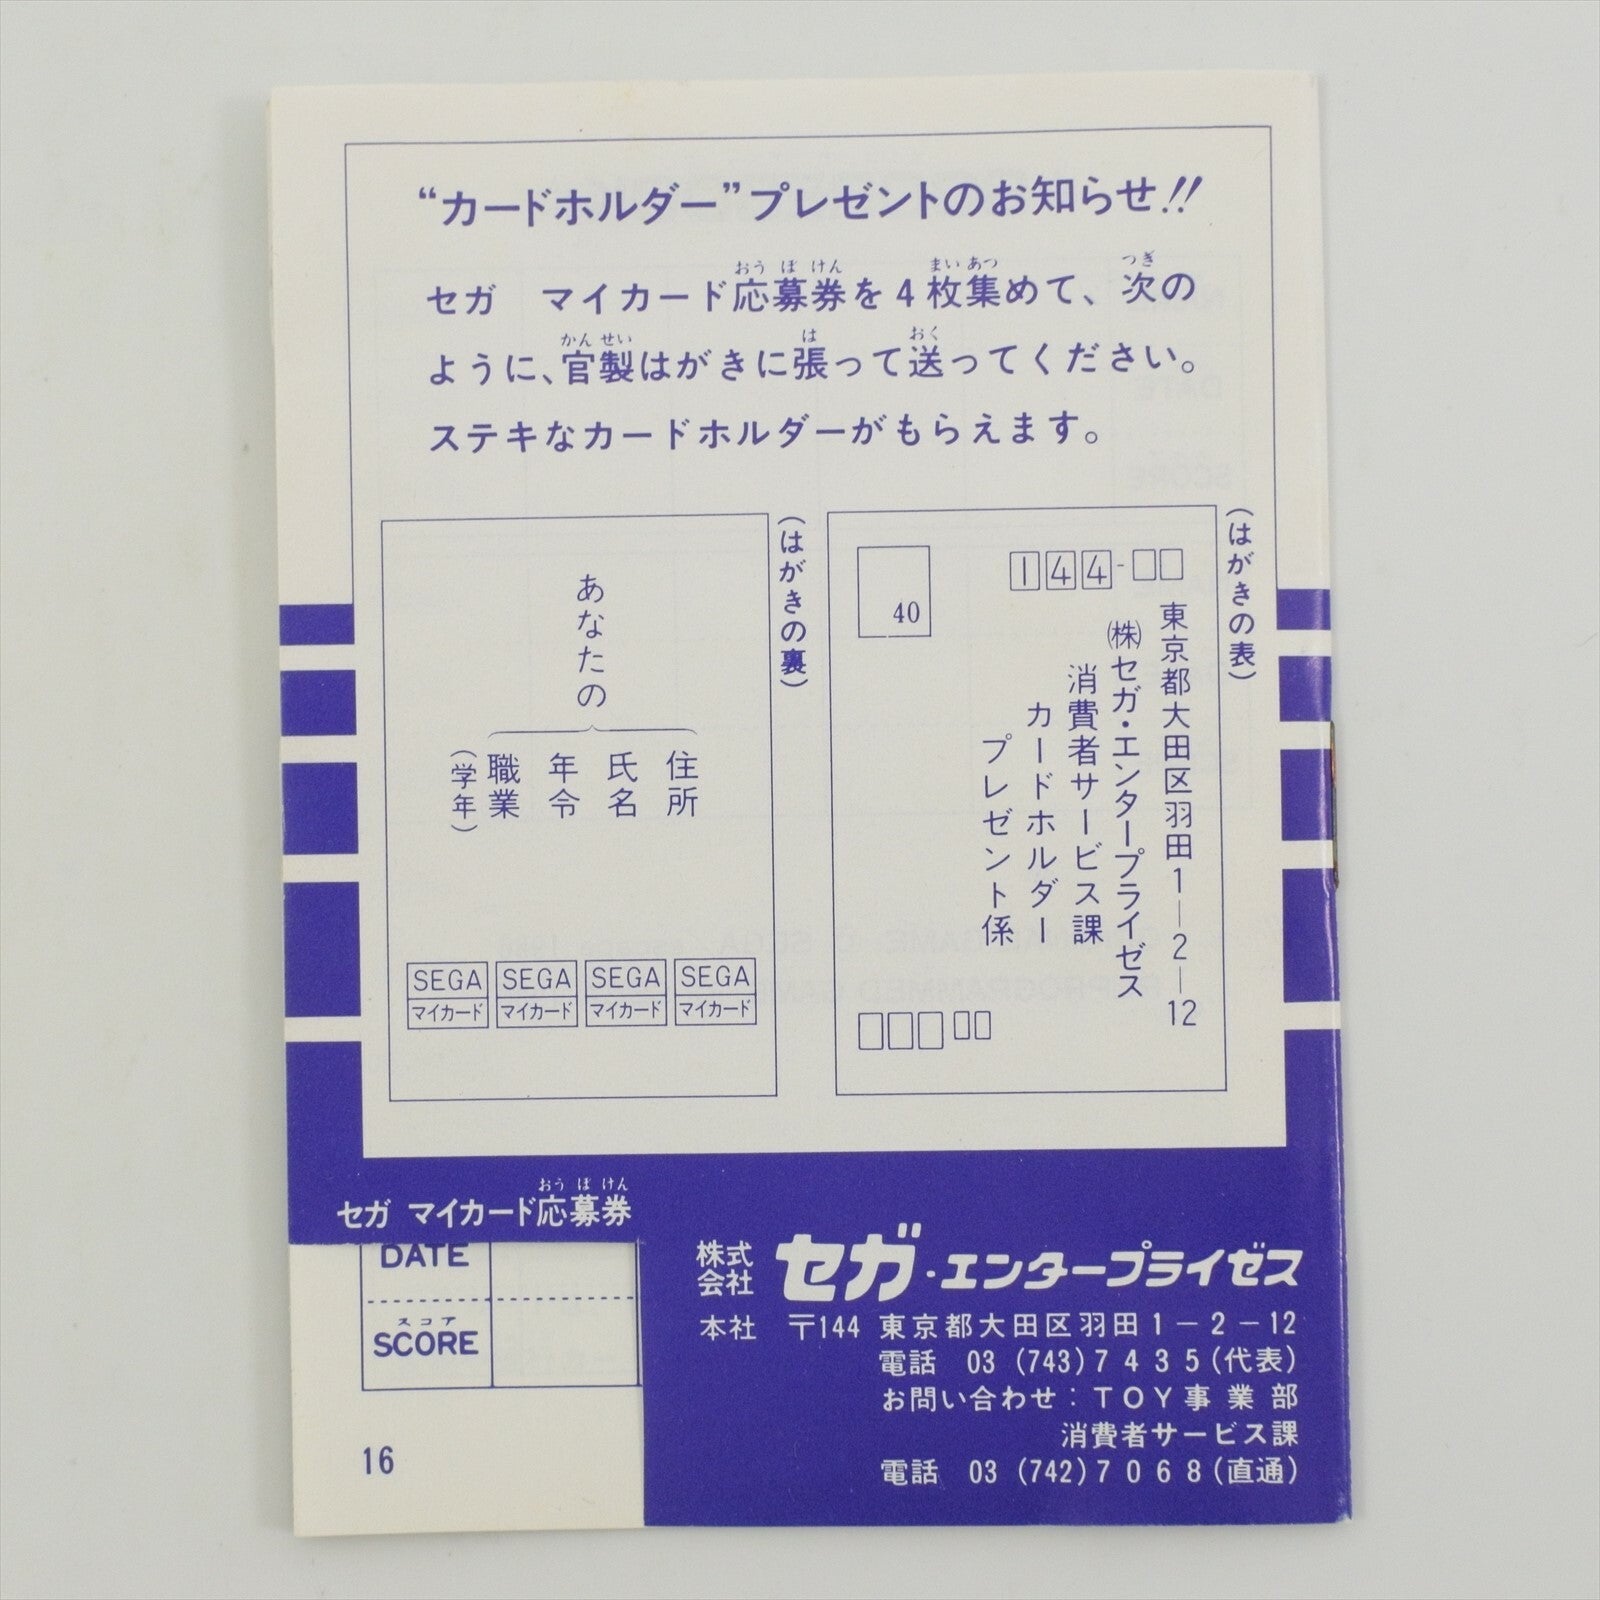 “カードホルダー”プレゼントのお知らせ!!
おう ぼ けん まい あつ つぎ
セガ マイカード応募券を4枚集めて、次の
かん せい は おく
ように、官製はがきに張って送ってください。
ステキなカードホルダーがもらえます。
(はがきの表)
144-□□
40
東京都大田区羽田1-2-12
㈱セガ・エンタープライゼス
消費者サービス課
カードホルダー
プレゼント係
□□□□□
(はがきの裏)
あなたの
住所
氏名
年令
職業
(学年)
SEGA SEGA SEGA SEGA
マイカード マイカード マイカード マイカード
おう ぼ けん
セガ マイカード応募券
DATE
スコア
SCORE
16
株式会社 セガ・エンタープライゼス
本社 〒144 東京都大田区羽田1-2-12
電話 03 (743)7435(代表)
お問い合わせ:TOY事業部
消費者サービス課
電話 03 (742)7068(直通)